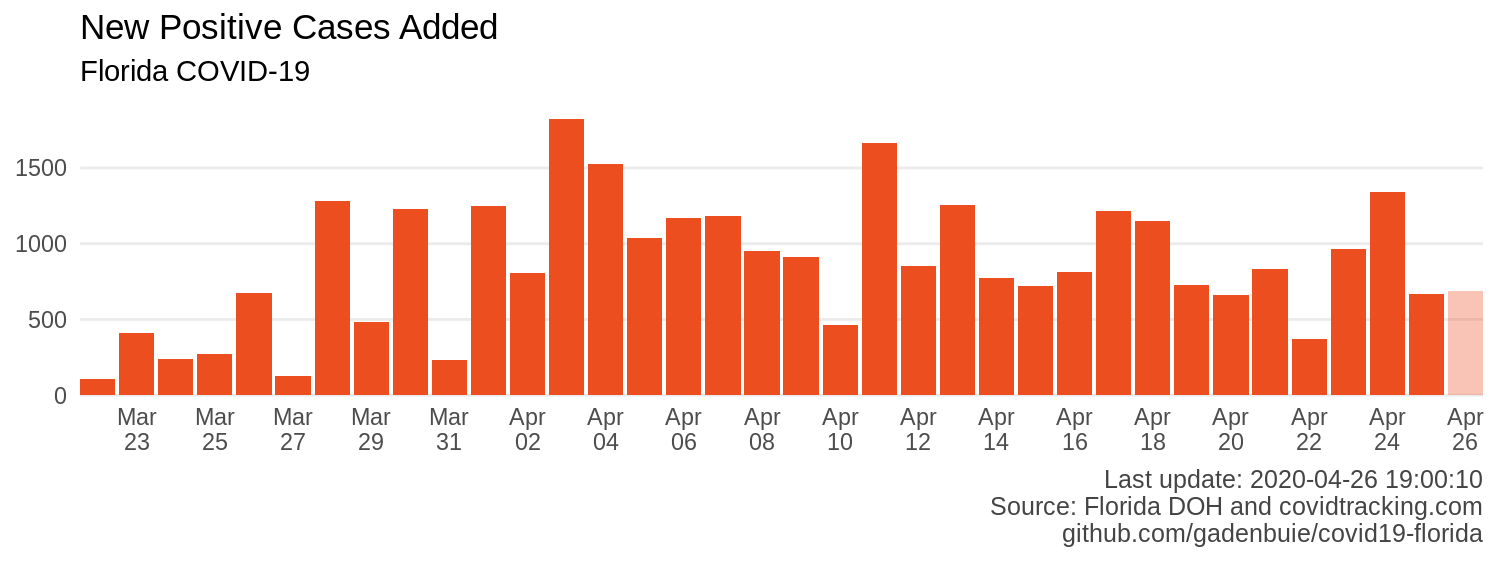 New Positive Cases Added
Florida COVID-19
1500
1000
500
0
Mar Mar Mar Mar Mar Apr Apr Apr Apr Apr Apr Apr Apr Apr Apr Apr Apr Apr
23 25 27 29 31 02 04 06 08 10 12 14 16 18 20 22 24 26
Last update: 2020-04-26 19:00:10
Source: Florida DOH and covidtracking.com
github.com/gadenbuie/covid19-florida